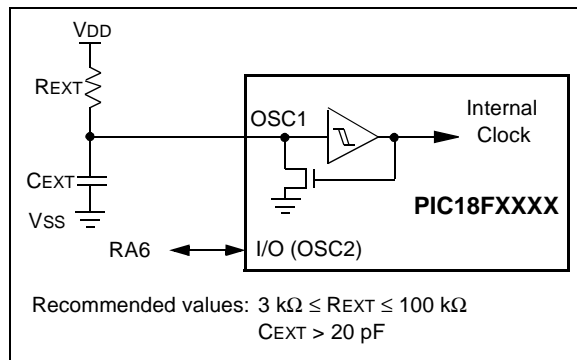 VDD
REXT
OSC1
Internal
Clock
CEXT
PIC18FXXXX
VSS
RA6
I/O (OSC2)
Recommended values: 3 kΩ ≤ REXT ≤ 100 kΩ
CEXT > 20 pF